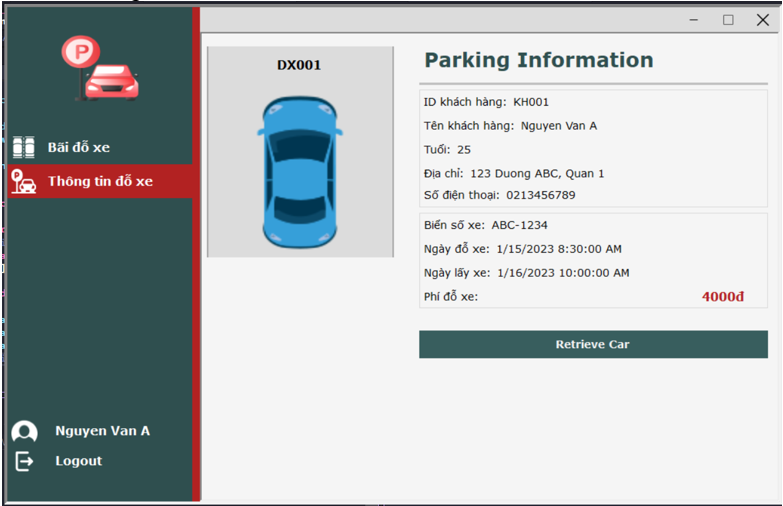 P
Bãi đỗ xe
P
Thông tin đỗ xe
Nguyen Van A
Logout
DX001
Parking Information
ID khách hàng: KH001
Tên khách hàng: Nguyen Van A
Tuổi: 25
Địa chỉ: 123 Duong ABC, Quan 1
Số điện thoại: 0213456789
Biển số xe: ABC-1234
Ngày đỗ xe: 1/15/2023 8:30:00 AM
Ngày lấy xe: 1/16/2023 10:00:00 AM
Phí đỗ xe: 4000đ
Retrieve Car